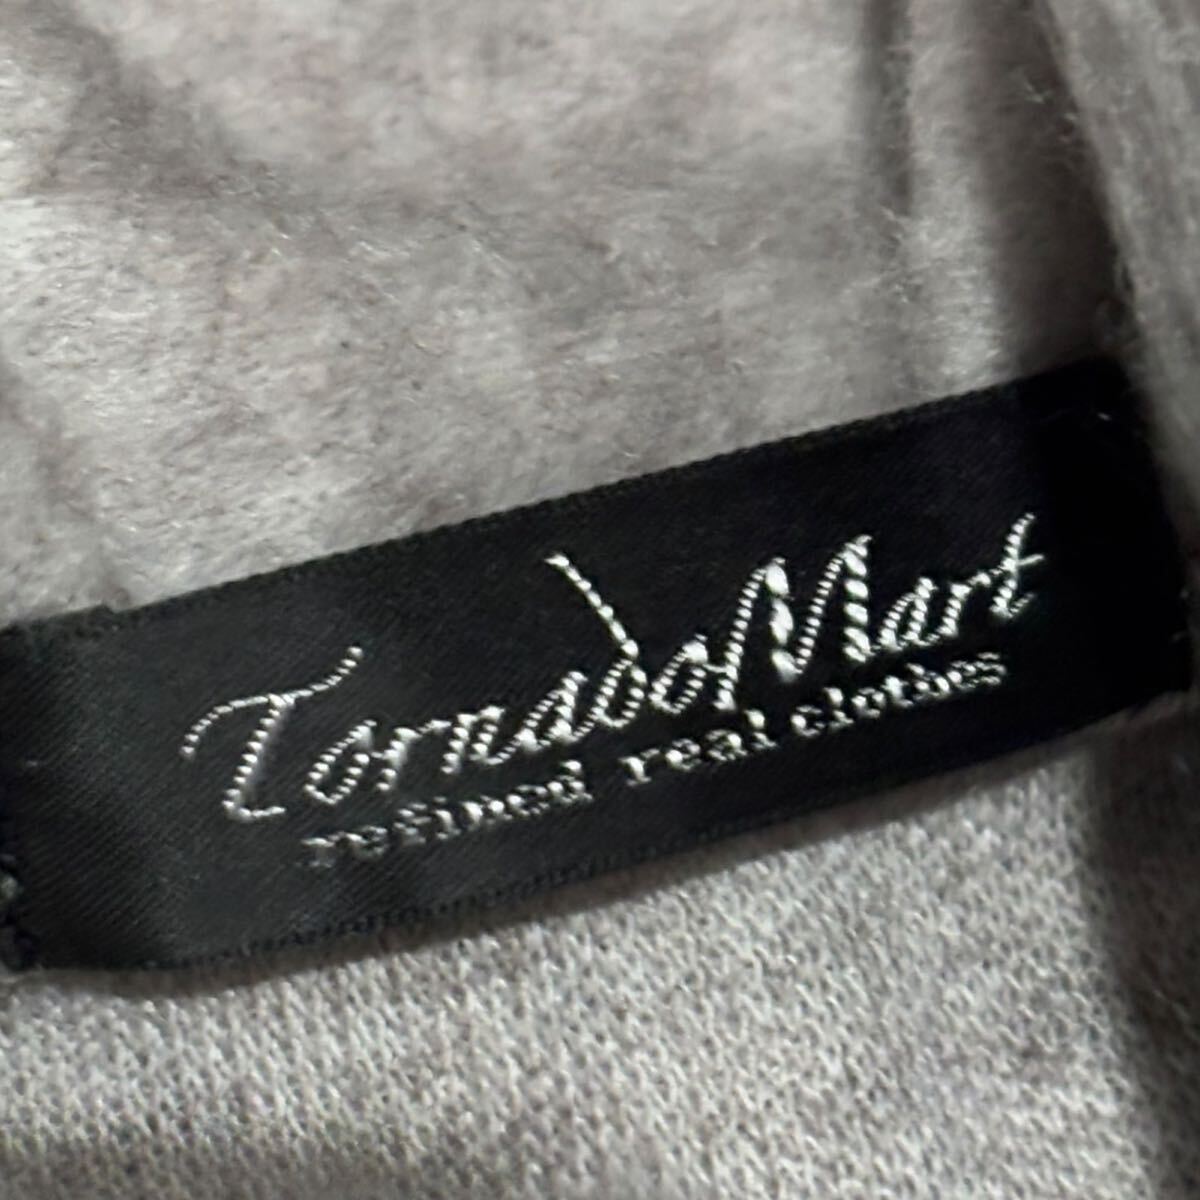 TornadoMart
refined real clothes